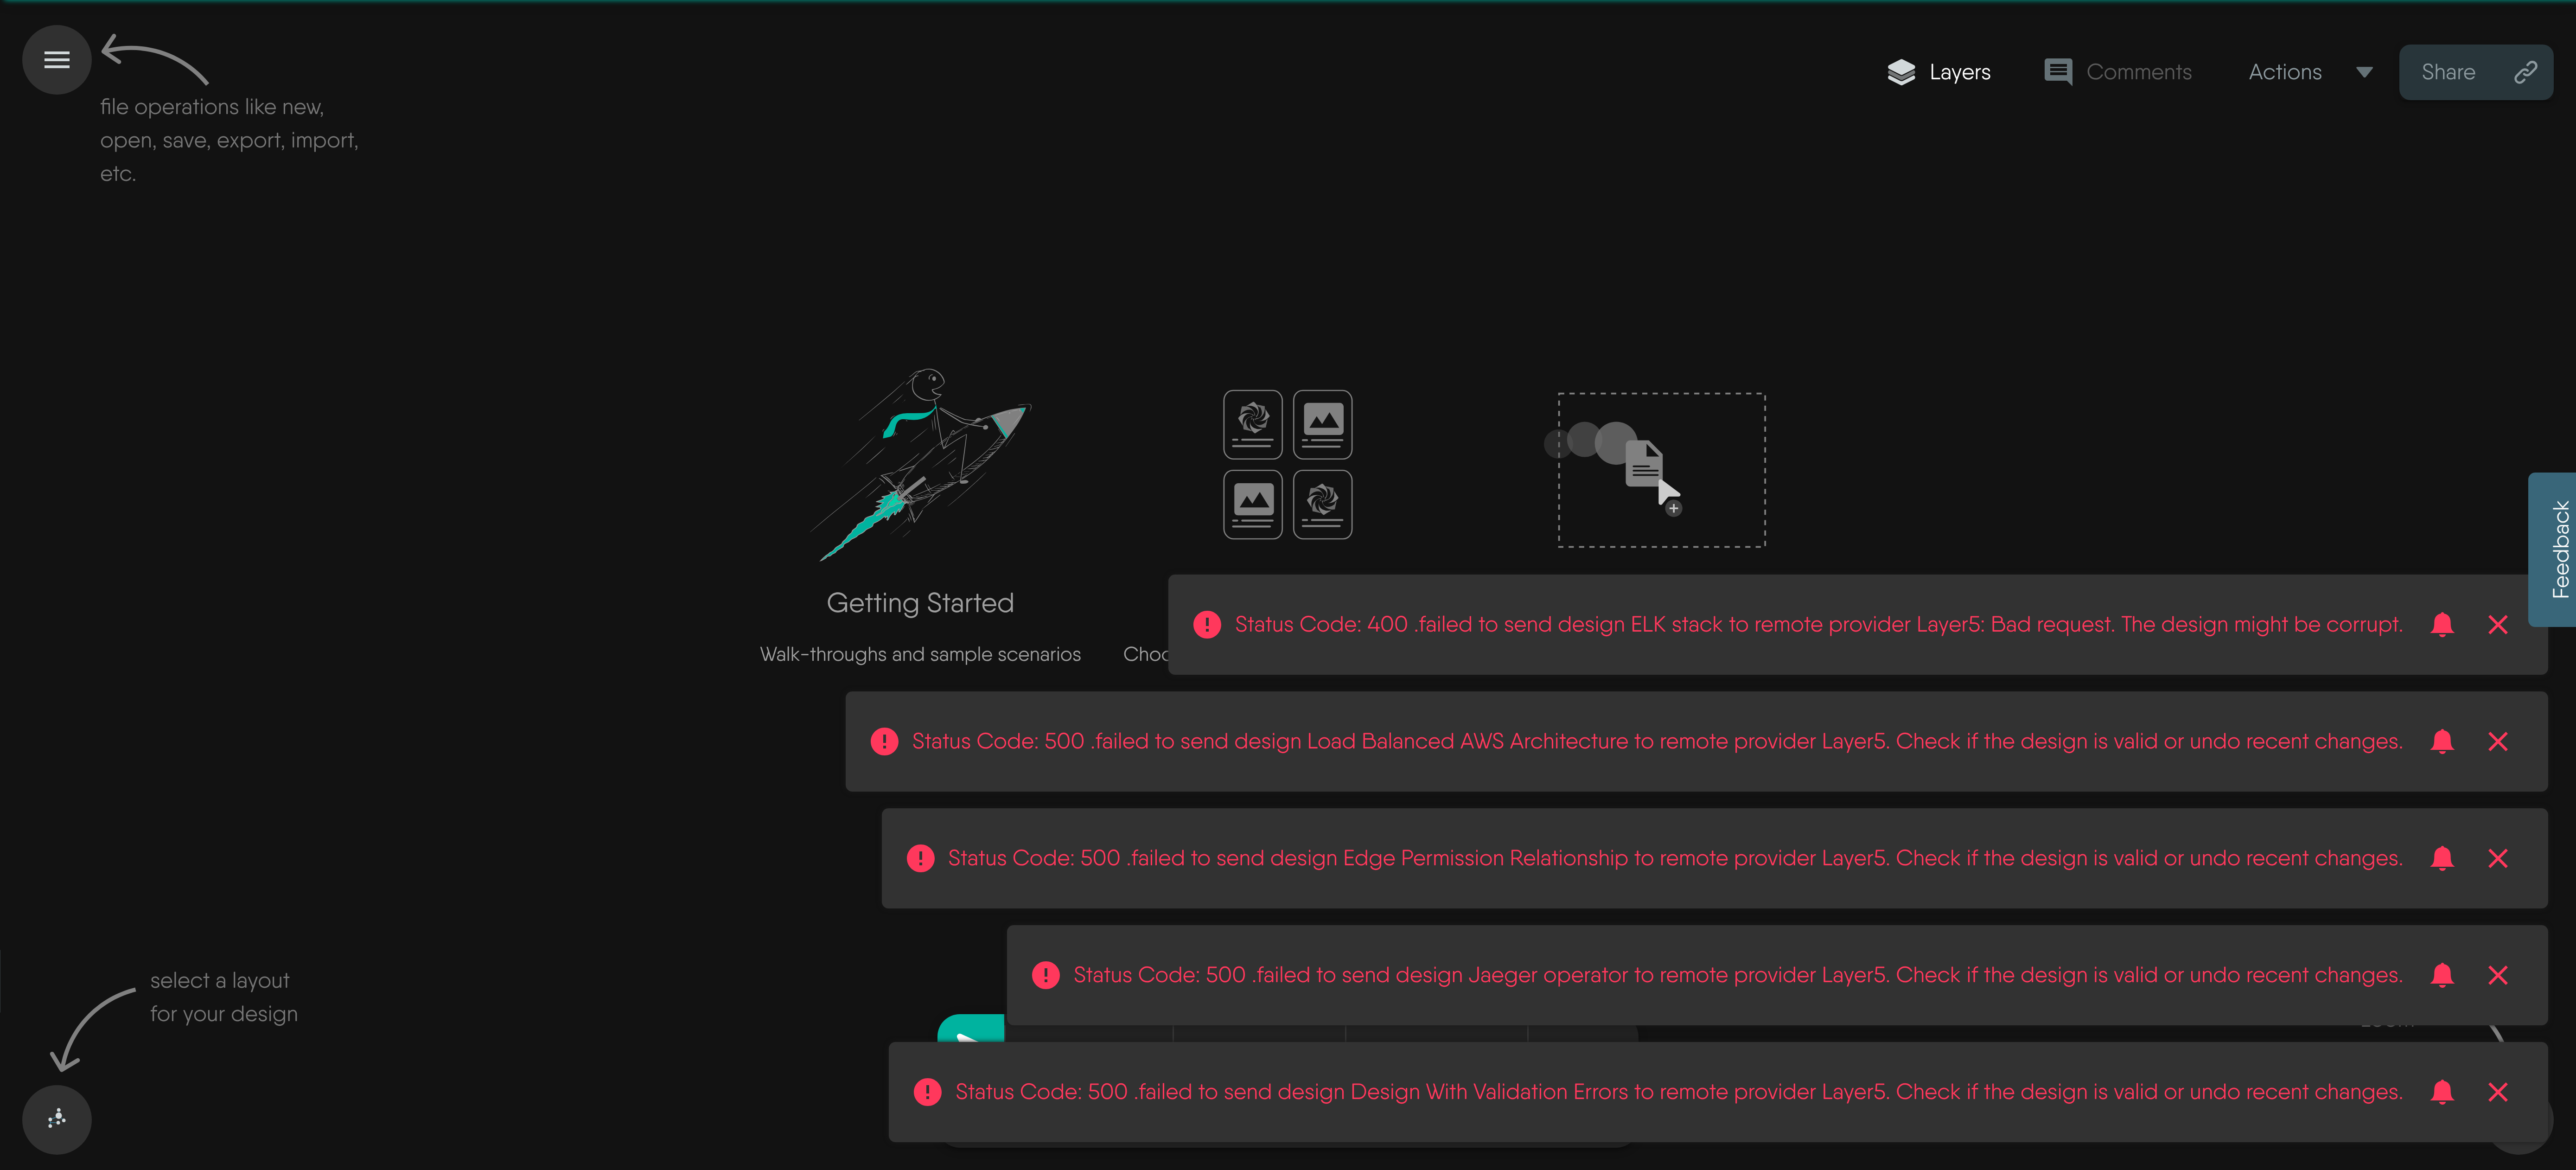 Layers
Comments
Actions
Share
file operations like new,
open, save, export, import,
etc.
Feedback
Getting Started
Walk-throughs and sample scenarios
Status Code: 400 .failed to send design ELK stack to remote provider Layer5: Bad request. The design might be corrupt.
Status Code: 500 .failed to send design Load Balanced AWS Architecture to remote provider Layer5. Check if the design is valid or undo recent changes.
Status Code: 500 .failed to send design Edge Permission Relationship to remote provider Layer5. Check if the design is valid or undo recent changes.
Status Code: 500 .failed to send design Jaeger operator to remote provider Layer5. Check if the design is valid or undo recent changes.
Status Code: 500 .failed to send design Design With Validation Errors to remote provider Layer5. Check if the design is valid or undo recent changes.
select a layout
for your design